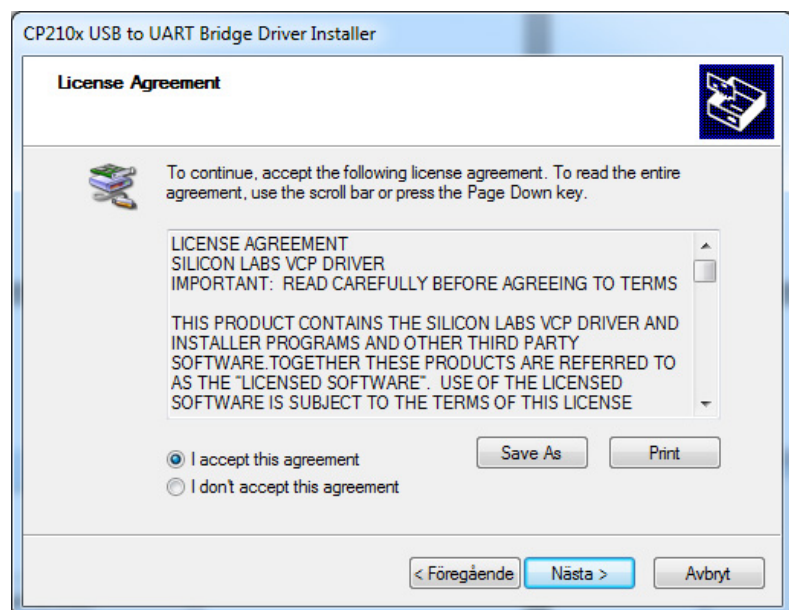 CP210x USB to UART Bridge Driver Installer
License Agreement
To continue, accept the following license agreement. To read the entire
agreement, use the scroll bar or press the Page Down key.
LICENSE AGREEMENT
SILICON LABS VCP DRIVER
IMPORTANT:  READ CAREFULLY BEFORE AGREEING TO TERMS
THIS PRODUCT CONTAINS THE SILICON LABS VCP DRIVER AND
INSTALLER PROGRAMS AND OTHER THIRD PARTY
SOFTWARE.TOGETHER THESE PRODUCTS ARE REFERRED TO
AS THE "LICENSED SOFTWARE".  USE OF THE LICENSED
SOFTWARE IS SUBJECT TO THE TERMS OF THIS LICENSE
I accept this agreement
Save As
Print
I don't accept this agreement
< Föregående
Nästa >
Avbryt